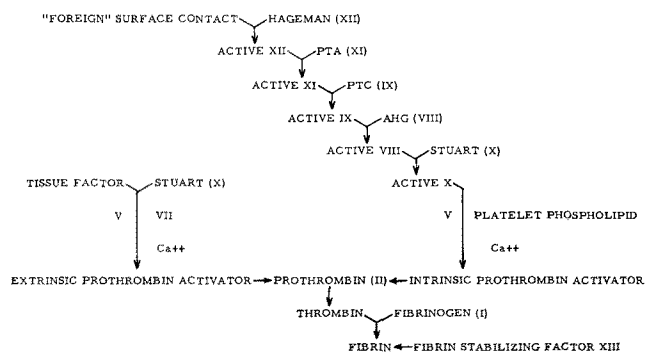 "FOREIGN" SURFACE CONTACT HAGEMAN (XII)
ACTIVE XII PTA (XI)
ACTIVE XI PTC (IX)
ACTIVE IX AHG (VIII)
ACTIVE VIII STUART (X)
TISSUE FACTOR STUART (X) ACTIVE X
V VII V PLATELET PHOSPHOLIPID
Ca++ Ca++
EXTRINSIC PROTHROMBIN ACTIVATOR PROTHROMBIN (II) INTRINSIC PROTHROMBIN ACTIVATOR
THROMBIN FIBRINOGEN (I)
FIBRIN FIBRIN STABILIZING FACTOR XIII